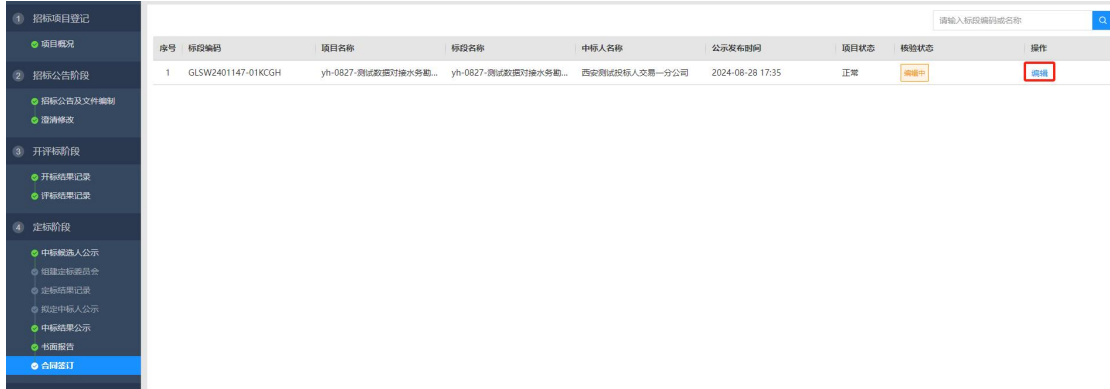 1 招标项目登记
项目概况
2 招标公告阶段
招标公告及文件编制
澄清修改
3 开评标阶段
开标结果记录
评标结果记录
4 定标阶段
中标候选人公示
组建定标委员会
定标结果记录
拟定中标人公示
中标结果公示
书面报告
合同签订
请输入标段编码或名称
序号 标段编码 项目名称 标段名称 中标人名称 公示发布时间 项目状态 核验状态 操作
1 GLSW2401147-01KCGH yh-0827-测试数据对接水务勘... yh-0827-测试数据对接水务勘... 西安测试投标人交易一分公司 2024-08-28 17:35 正常 编辑中 编辑